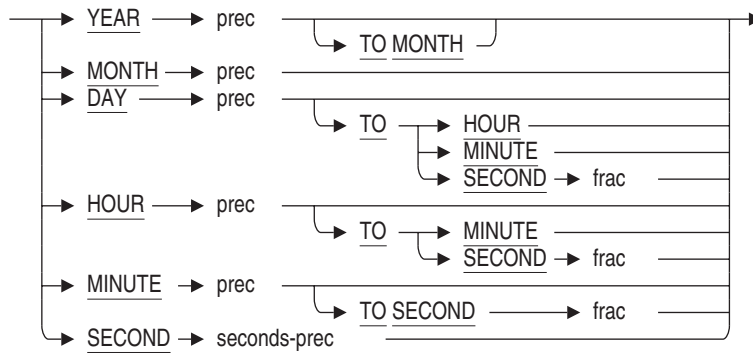 YEAR prec
TO MONTH
MONTH prec
DAY prec
TO HOUR
MINUTE
SECOND frac
HOUR prec
TO MINUTE
SECOND frac
MINUTE prec
TO SECOND frac
SECOND seconds-prec